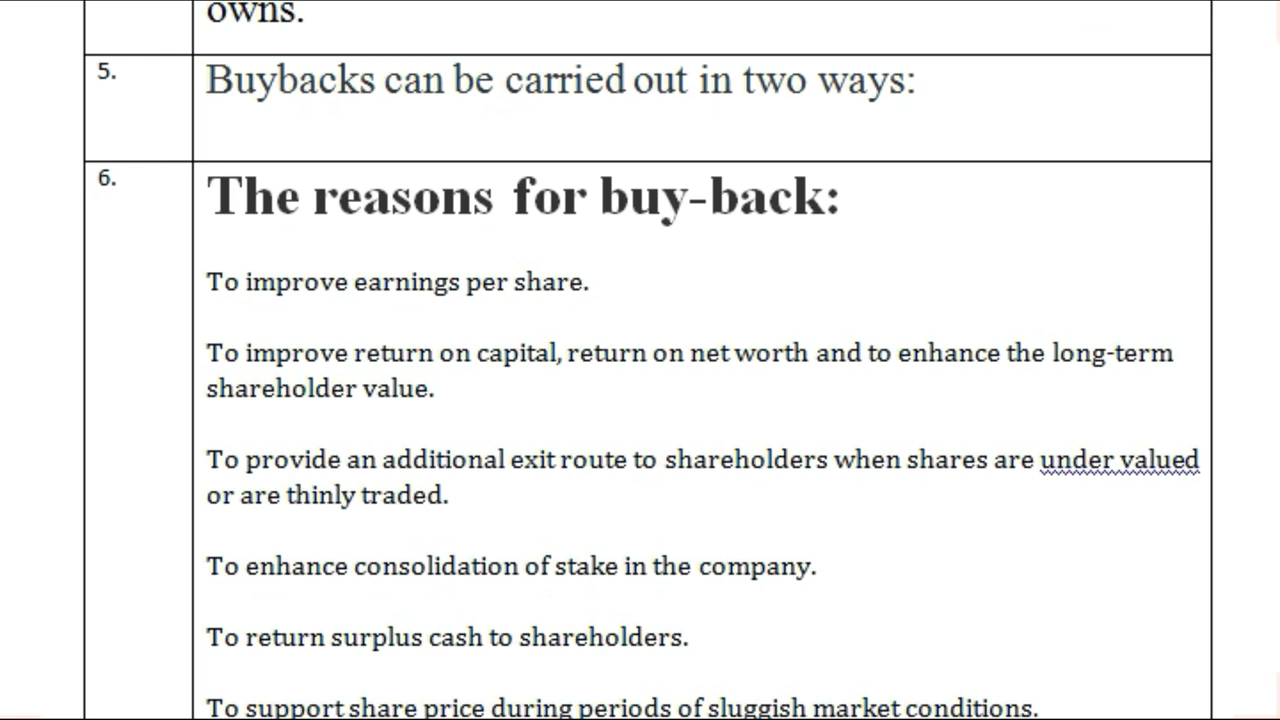 owns.
5.
Buybacks can be carried out in two ways:
6.
The reasons for buy-back:
To improve earnings per share.
To improve return on capital, return on net worth and to enhance the long-term
shareholder value.
To provide an additional exit route to shareholders when shares are under valued
or are thinly traded.
To enhance consolidation of stake in the company.
To return surplus cash to shareholders.
To support share price during periods of sluggish market conditions.